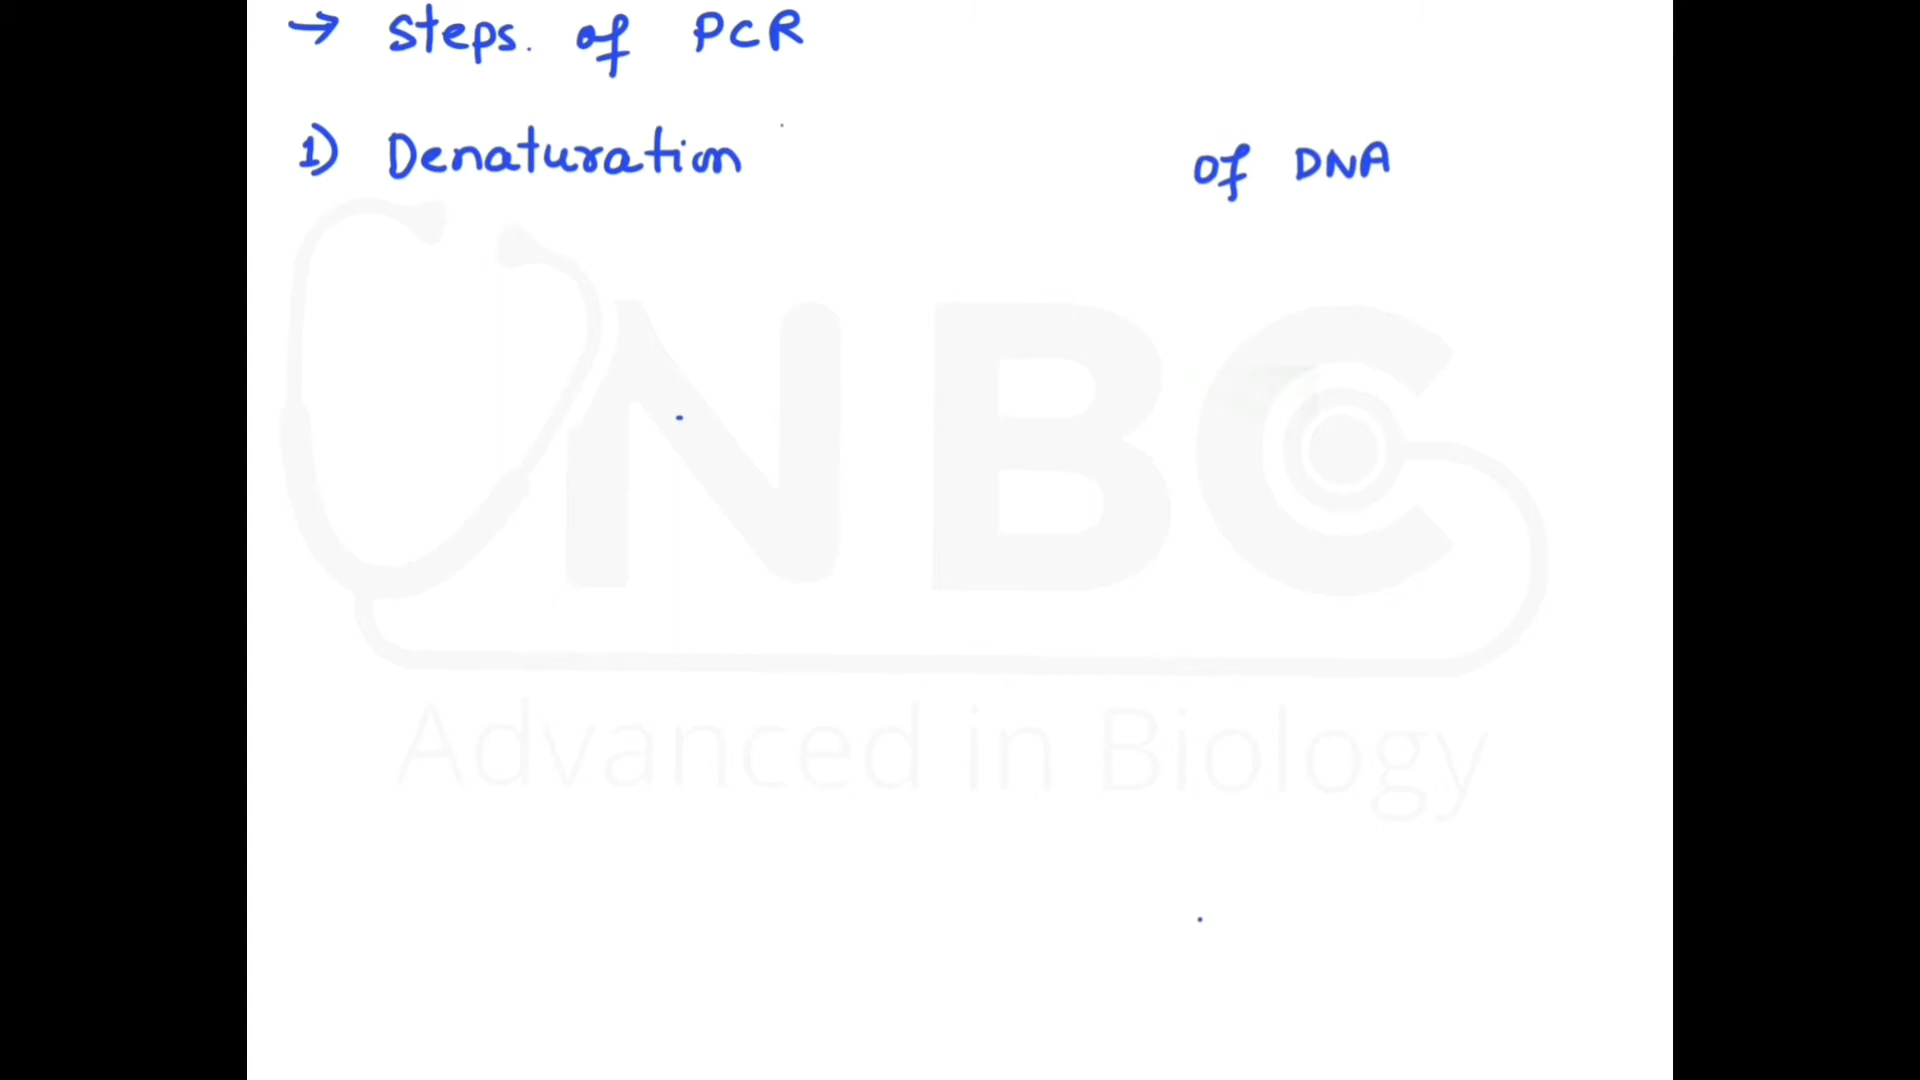 → steps. of PCR
1) Denaturation of DNA
NBC
Advanced in Biology